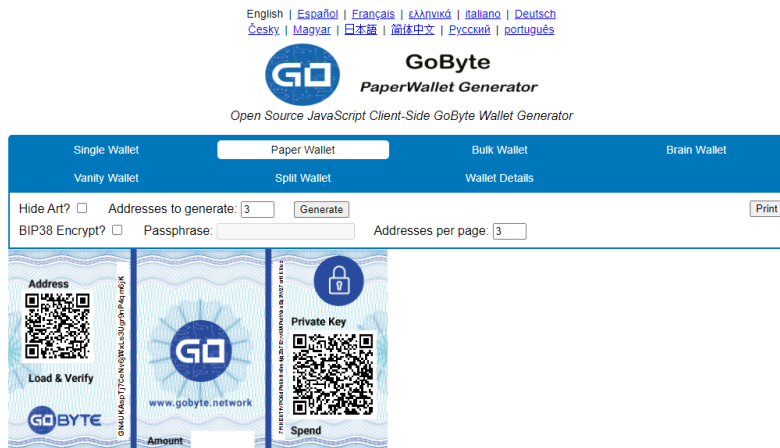 English | Español | Français | ελληνικά | italiano | Deutsch
Česky | Magyar | 日本語 | 简体中文 | Русский | português
GO
GoByte
PaperWallet Generator
Open Source JavaScript Client-Side GoByte Wallet Generator
Single Wallet Paper Wallet Bulk Wallet Brain Wallet
Vanity Wallet Split Wallet Wallet Details
Hide Art? Addresses to generate: 3 Generate Print
BIP38 Encrypt? Passphrase: Addresses per page: 3
Address
Load & Verify
GOBYTE
GO
www.gobyte.network
Amount
Private Key
Spend